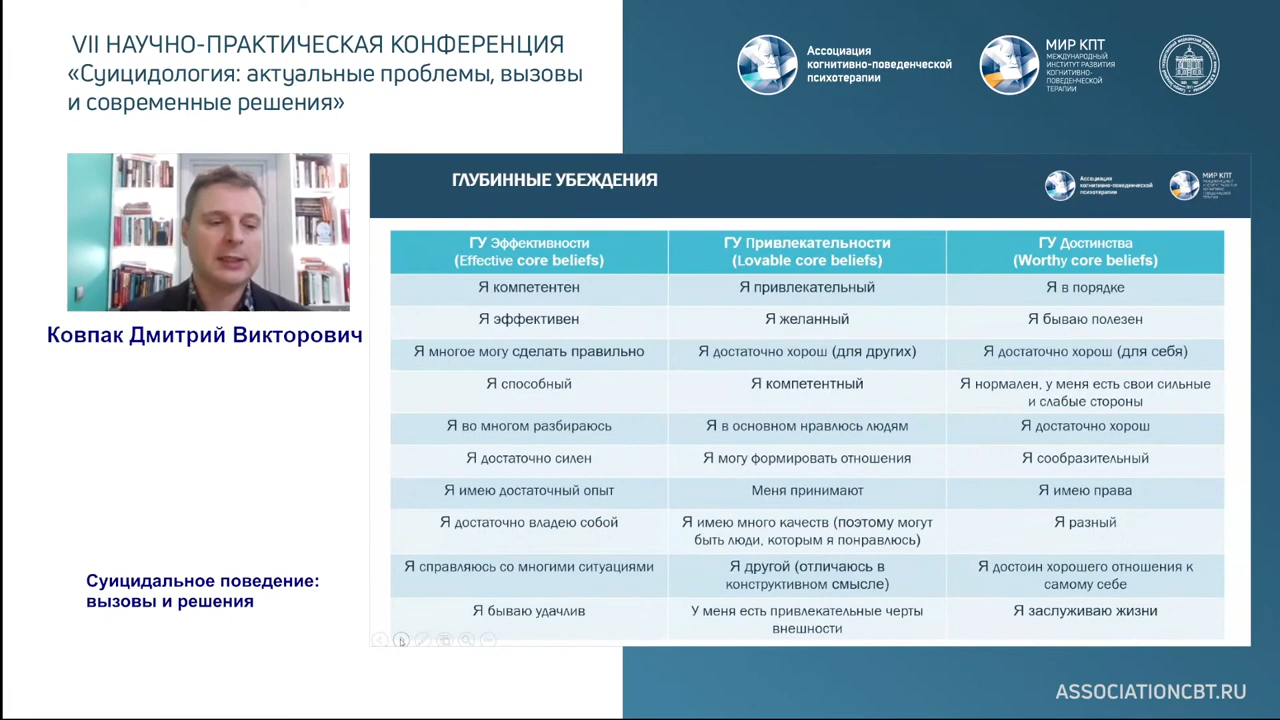 VII НАУЧНО-ПРАКТИЧЕСКАЯ КОНФЕРЕНЦИЯ
«Суицидология: актуальные проблемы, вызовы
и современные решения»
Ассоциация
когнитивно-поведенческой
психотерапии
МИР КПТ
МЕЖДУНАРОДНЫЙ
ИНСТИТУТ РАЗВИТИЯ
КОГНИТИВНО-
ПОВЕДЕНЧЕСКОЙ
ТЕРАПИИ
Ковпак Дмитрий Викторович
Суицидальное поведение:
вызовы и решения
ГЛУБИННЫЕ УБЕЖДЕНИЯ
Ассоциация
когнитивно-поведенческой
психотерапии
МИР КПТ
ГУ Эффективности
(Effective core beliefs)
ГУ Привлекательности
(Lovable core beliefs)
ГУ Достинства
(Worthy core beliefs)
Я компетентен
Я привлекательный
Я в порядке
Я эффективен
Я желанный
Я бываю полезен
Я многое могу сделать правильно
Я достаточно хорош (для других)
Я достаточно хорош (для себя)
Я способный
Я компетентный
Я нормален, у меня есть свои сильные
и слабые стороны
Я во многом разбираюсь
Я в основном нравлюсь людям
Я достаточно хорош
Я достаточно силен
Я могу формировать отношения
Я сообразительный
Я имею достаточный опыт
Меня принимают
Я имею права
Я достаточно владею собой
Я имею много качеств (поэтому могут
быть люди, которым я понравлюсь)
Я разный
Я справляюсь со многими ситуациями
Я другой (отличаюсь в
конструктивном смысле)
Я достоин хорошего отношения к
самому себе
Я бываю удачлив
У меня есть привлекательные черты
внешности
Я заслуживаю жизни
ASSOCIATIONCBT.RU